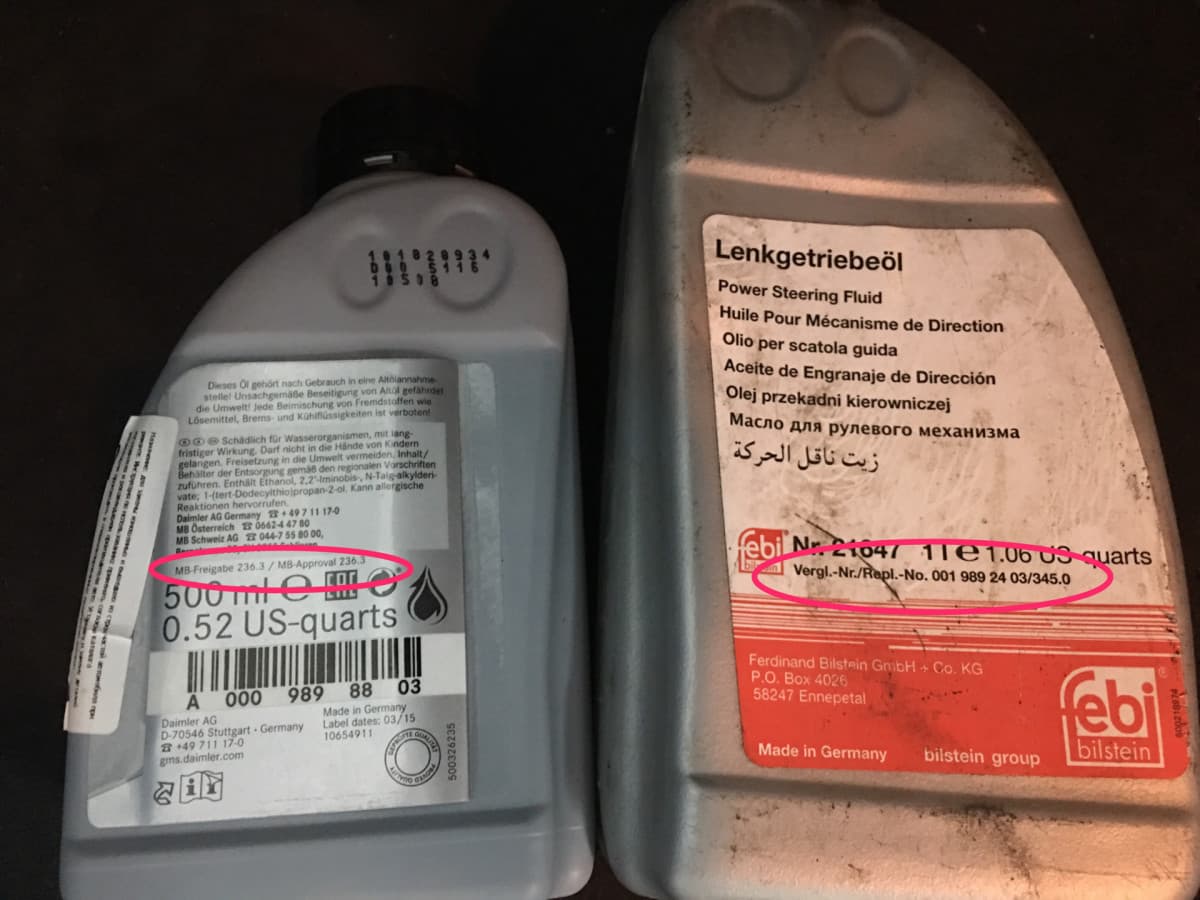 101820934
D00 5116
10500
Dieses Öl gehört nach Gebrauch in eine Altölannahme-
stelle! Unsachgemäße Beseitigung von Altöl gefährdet
die Umwelt! Jede Beimischung von Fremdstoffen wie
Lösemittel, Brems- und Kühlflüssigkeiten ist verboten!
Schädlich für Wasserorganismen, mit lang-
fristiger Wirkung. Darf nicht in die Hände von Kindern
gelangen. Freisetzung in die Umwelt vermeiden, Inhalt/
Behälter der Entsorgung gemäß den regionalen Vorschriften
zuführen. Enthält Ethanol, 2,2'-Iminobis-, N-Talg-alkylderi-
vate; 1-(tert-Dodecylthio)propan-2-ol. Kann allergische
Reaktionen hervorrufen.
Daimler AG Germany ☎ +49 7 11 17-0
MB Österreich ☎ 0662-4 47 80
MB Schweiz AG ☎ 044-7 55 80 00,
MB-Freigabe 236.3 / MB-Approval 236.3
500 ml e EAC
0.52 US-quarts
A 000 989 88 03
Daimler AG
D-70546 Stuttgart - Germany
☎ +49 711 17-0
gms.daimler.com
Made in Germany
Label dates: 03/15
10654911
GEPRÜFTE QUALITÄT
PROVED QUALITY
500326235
Lenkgetriebeöl
Power Steering Fluid
Huile Pour Mécanisme de Direction
Olio per scatola guida
Aceite de Engranaje de Dirección
Olej przekadni kierowniczej
Масло для рулевого механизма
زيت ناقل الحركة
febi
bilstein
Nr. 21647 1 l e 1.06 US-quarts
Vergl.-Nr./Repl.-No. 001 989 24 03/345.0
Ferdinand Bilstein GmbH + Co. KG
P.O. Box 4026
58247 Ennepetal
Made in Germany
bilstein group
febi®
bilstein